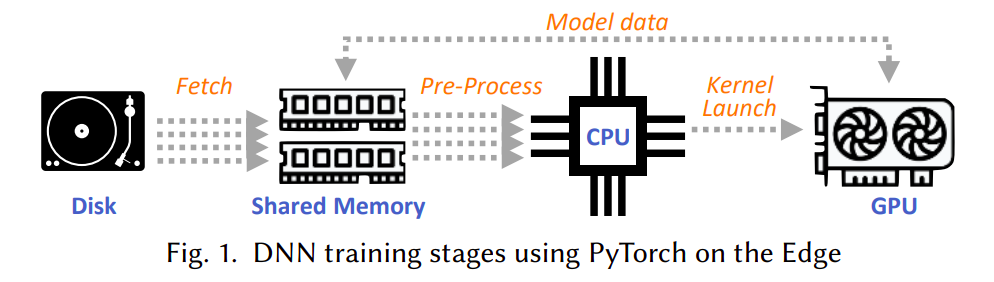 Model data
Fetch
Pre-Process
Kernel
Launch
CPU
Disk
Shared Memory
GPU
Fig. 1. DNN training stages using PyTorch on the Edge